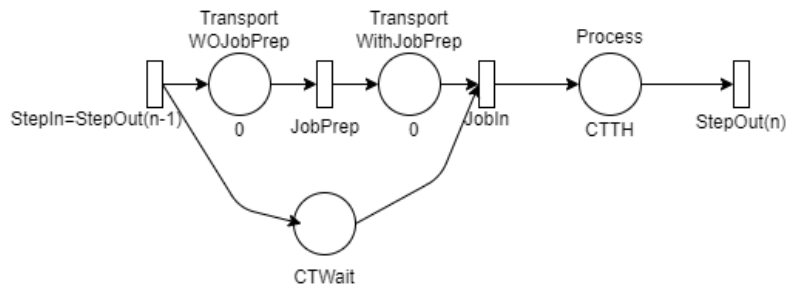 Transport
WOJobPrep
Transport
WithJobPrep
Process
StepIn=StepOut(n-1)
0
JobPrep
0
JobIn
CTTH
StepOut(n)
CTWait